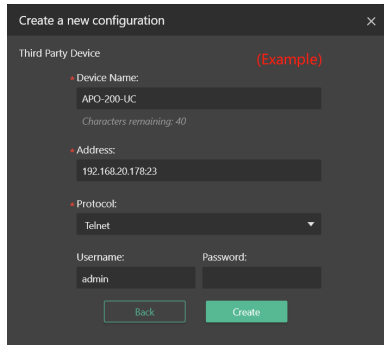 Create a new configuration
Third Party Device
(Example)
* Device Name:
APO-200-UC
Characters remaining: 40
* Address:
192.168.20.178:23
* Protocol:
Telnet
Username: Password:
admin
Back Create